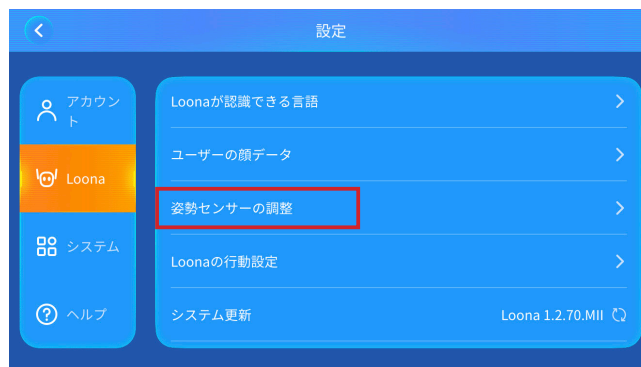 設定
アカウン
ト
Loona
システム
ヘルプ
Loonaが認識できる言語
ユーザーの顔データ
姿勢センサーの調整
Loonaの行動設定
システム更新 Loona 1.2.70.MII